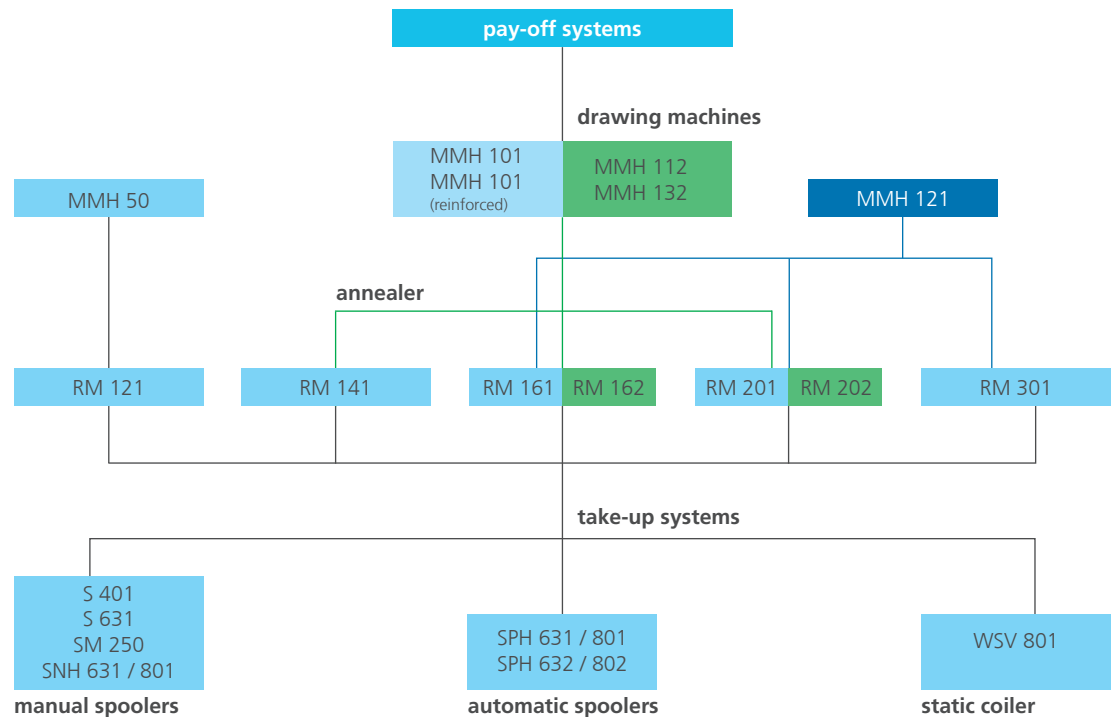 pay-off systems
drawing machines
MMH 101
MMH 101
(reinforced)
MMH 112
MMH 132
MMH 50
MMH 121
annealer
RM 121
RM 141
RM 161
RM 162
RM 201
RM 202
RM 301
take-up systems
S 401
S 631
SM 250
SNH 631 / 801
manual spoolers
SPH 631 / 801
SPH 632 / 802
automatic spoolers
WSV 801
static coiler